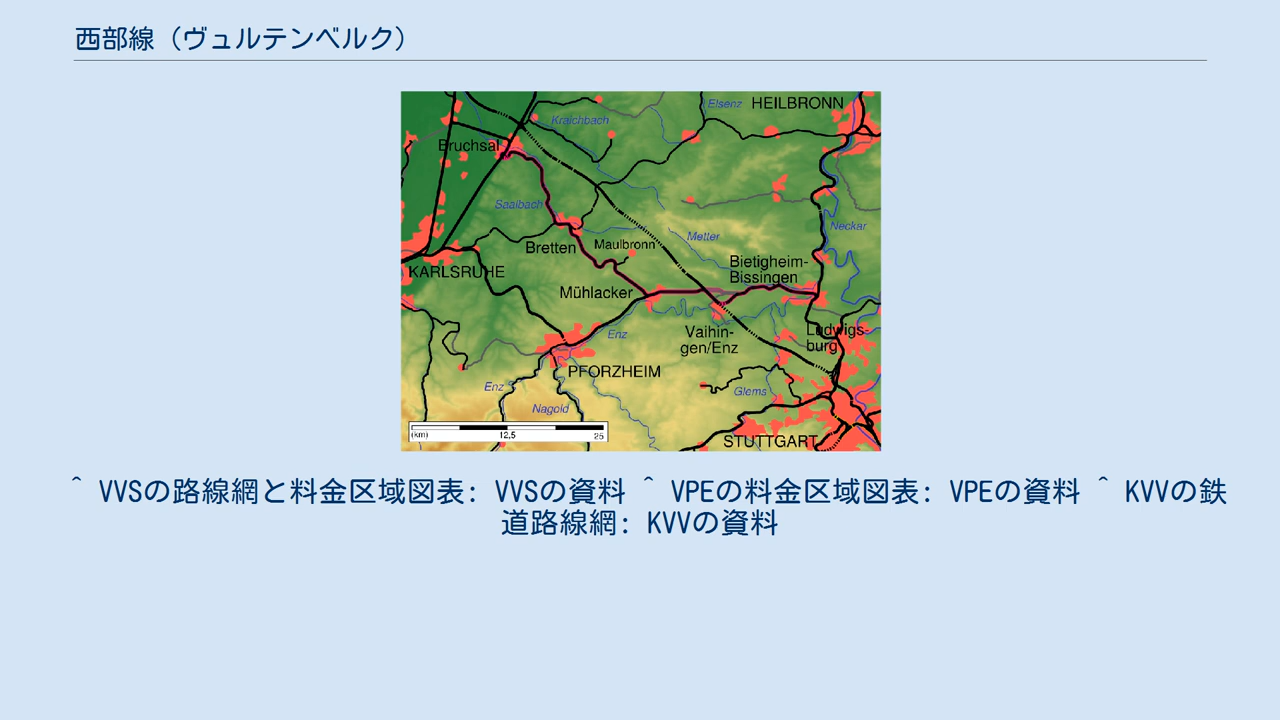 西部線（ヴュルテンベルク）
Elsenz
HEILBRONN
Kraichbach
Bruchsal
Saalbach
Neckar
Metter
Bretten
Maulbronn
Bietigheim-
Bissingen
KARLSRUHE
Mühlacker
Enz
Vaihin-
gen/Enz
Ludwigs-
burg
PFORZHEIM
Enz
Glems
Nagold
(km)
12,5
25
STUTTGART
^ VVSの路線網と料金区域図表: VVSの資料 ^ VPEの料金区域図表: VPEの資料 ^ KVVの鉄
道路線網: KVVの資料